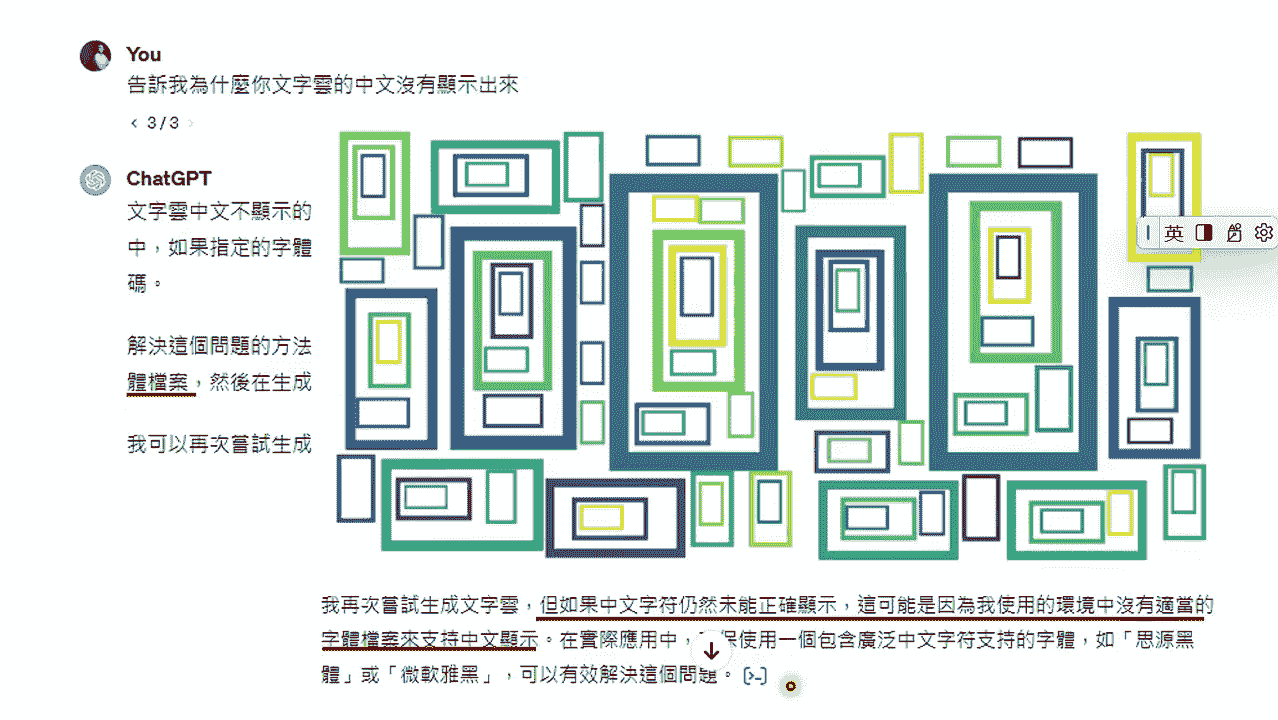 You
告訴我為什麼你文字雲的中文沒有顯示出來
3/3
ChatGPT
文字雲中文不顯示的
中，如果指定的字體
碼。
解決這個問題的方法
體檔案，然後在生成
我可以再次嘗試生成
英
我再次嘗試生成文字雲，但如果中文字符仍然未能正確顯示，這可能是因為我使用的環境中沒有適當的
字體檔案來支持中文顯示。在實際應用中，保使用一個包含廣泛中文字符支持的字體，如「思源黑
體」或「微軟雅黑」，可以有效解決這個問題。